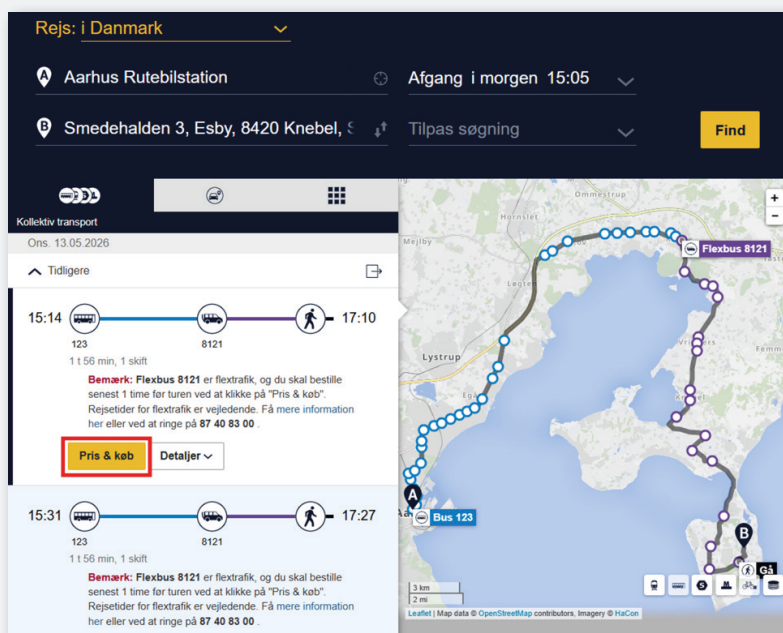 Rejs: i Danmark
Aarhus Rutebilstation
Afgang i morgen 15:05
Smedehalden 3, Esby, 8420 Knebel,
Tilpas søgning
Find
Kollektiv transport
Ons. 13.05.2026
Tidligere
15:14
17:10
123
8121
1 t 56 min, 1 skift
Bemærk: Flexbus 8121 er flextrafik, og du skal bestille
senest 1 time før turen ved at klikke på "Pris & køb".
Rejsetider for flextrafik er vejledende. Få mere information
her eller ved at ringe på 87 40 83 00 .
Pris & køb
Detaljer
15:31
17:27
123
8121
1 t 56 min, 1 skift
Bemærk: Flexbus 8121 er flextrafik, og du skal bestille
senest 1 time før turen ved at klikke på "Pris & køb".
Rejsetider for flextrafik er vejledende. Få mere information
her eller ved at ringe på 87 40 83 00 .
Ommestrup
Hornslet
Mejlby
Flexbus 8121
Løgten
Lystrup
A
Bus 123
B
Gå
3 km
2 mi
+
-
Leaflet | Map data © OpenStreetMap contributors, Imagery © HaCon